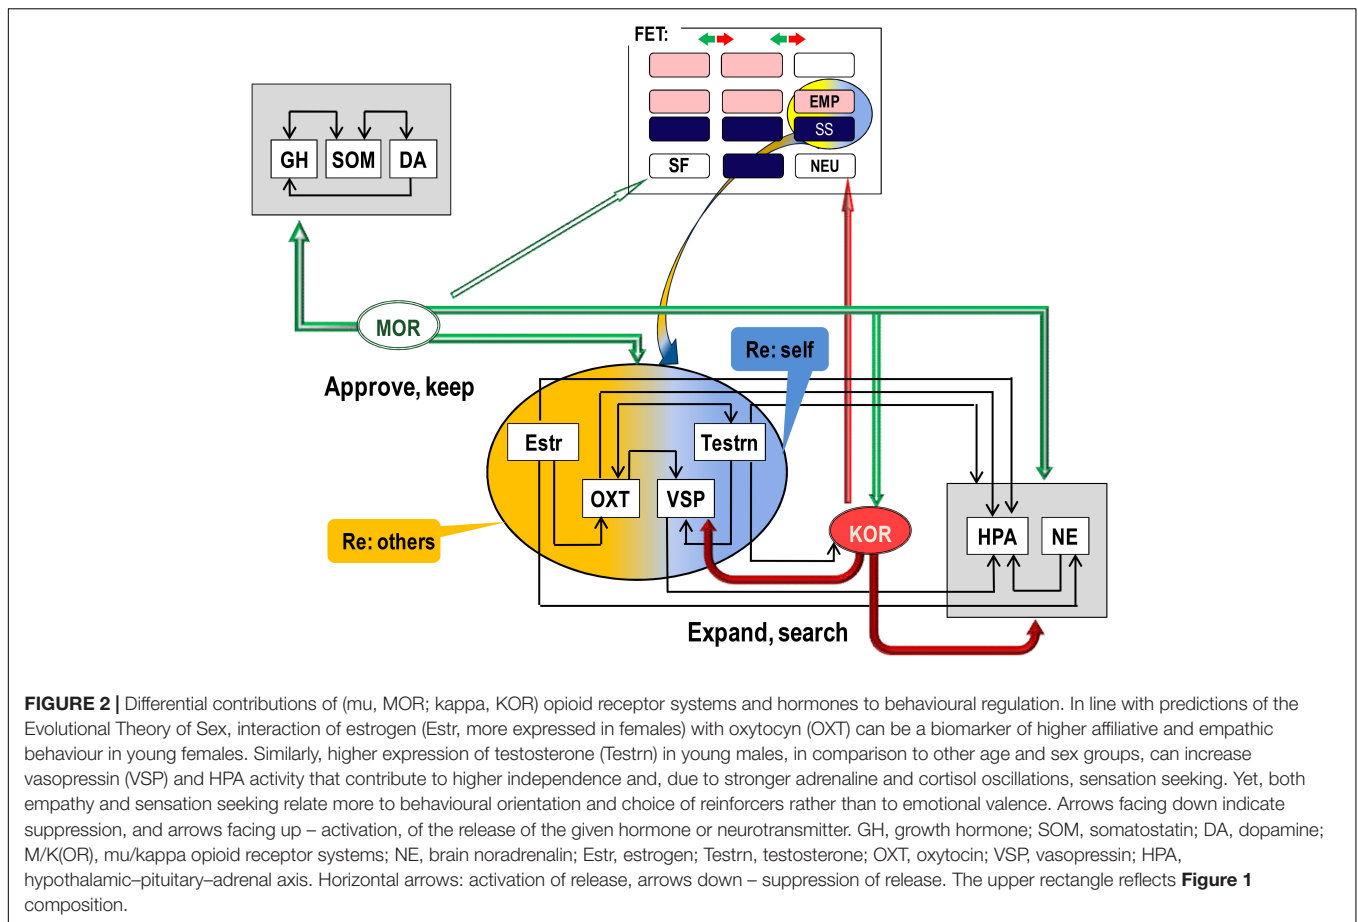 FET:
EMP
SS
SF
NEU
GH
SOM
DA
MOR
Approve, keep
Re: self
Estr
Testrn
OXT
VSP
Re: others
KOR
HPA
NE
Expand, search
FIGURE 2 | Differential contributions of (mu, MOR; kappa, KOR) opioid receptor systems and hormones to behavioural regulation. In line with predictions of the
Evolutional Theory of Sex, interaction of estrogen (Estr, more expressed in females) with oxytocyn (OXT) can be a biomarker of higher affiliative and empathic
behaviour in young females. Similarly, higher expression of testosterone (Testrn) in young males, in comparison to other age and sex groups, can increase
vasopressin (VSP) and HPA activity that contribute to higher independence and, due to stronger adrenaline and cortisol oscillations, sensation seeking. Yet, both
empathy and sensation seeking relate more to behavioural orientation and choice of reinforcers rather than to emotional valence. Arrows facing down indicate
suppression, and arrows facing up – activation, of the release of the given hormone or neurotransmitter. GH, growth hormone; SOM, somatostatin; DA, dopamine;
M/K(OR), mu/kappa opioid receptor systems; NE, brain noradrenalin; Estr, estrogen; Testrn, testosterone; OXT, oxytocin; VSP, vasopressin; HPA,
hypothalamic–pituitary–adrenal axis. Horizontal arrows: activation of release, arrows down – suppression of release. The upper rectangle reflects Figure 1
composition.